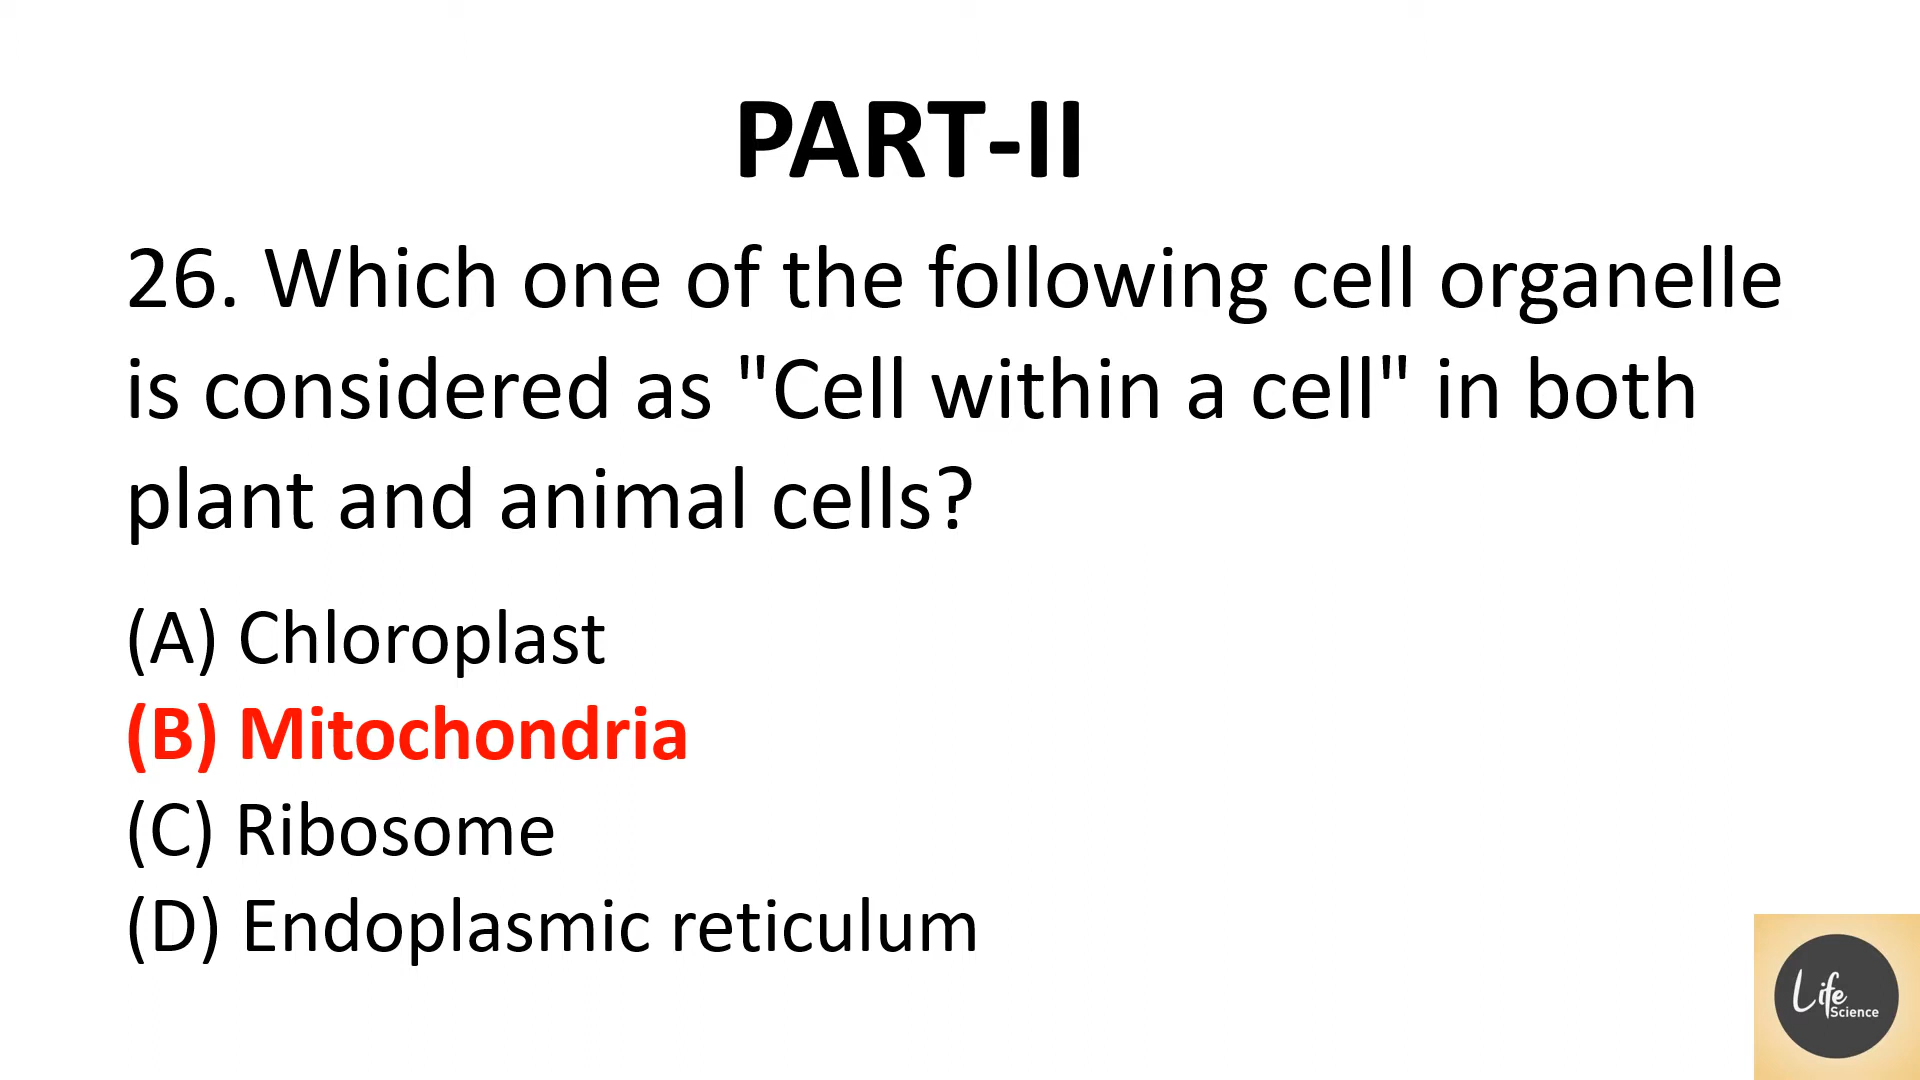 PART-II
26. Which one of the following cell organelle
is considered as "Cell within a cell" in both
plant and animal cells?
(A) Chloroplast
(B) Mitochondria
(C) Ribosome
(D) Endoplasmic reticulum
Life
Science